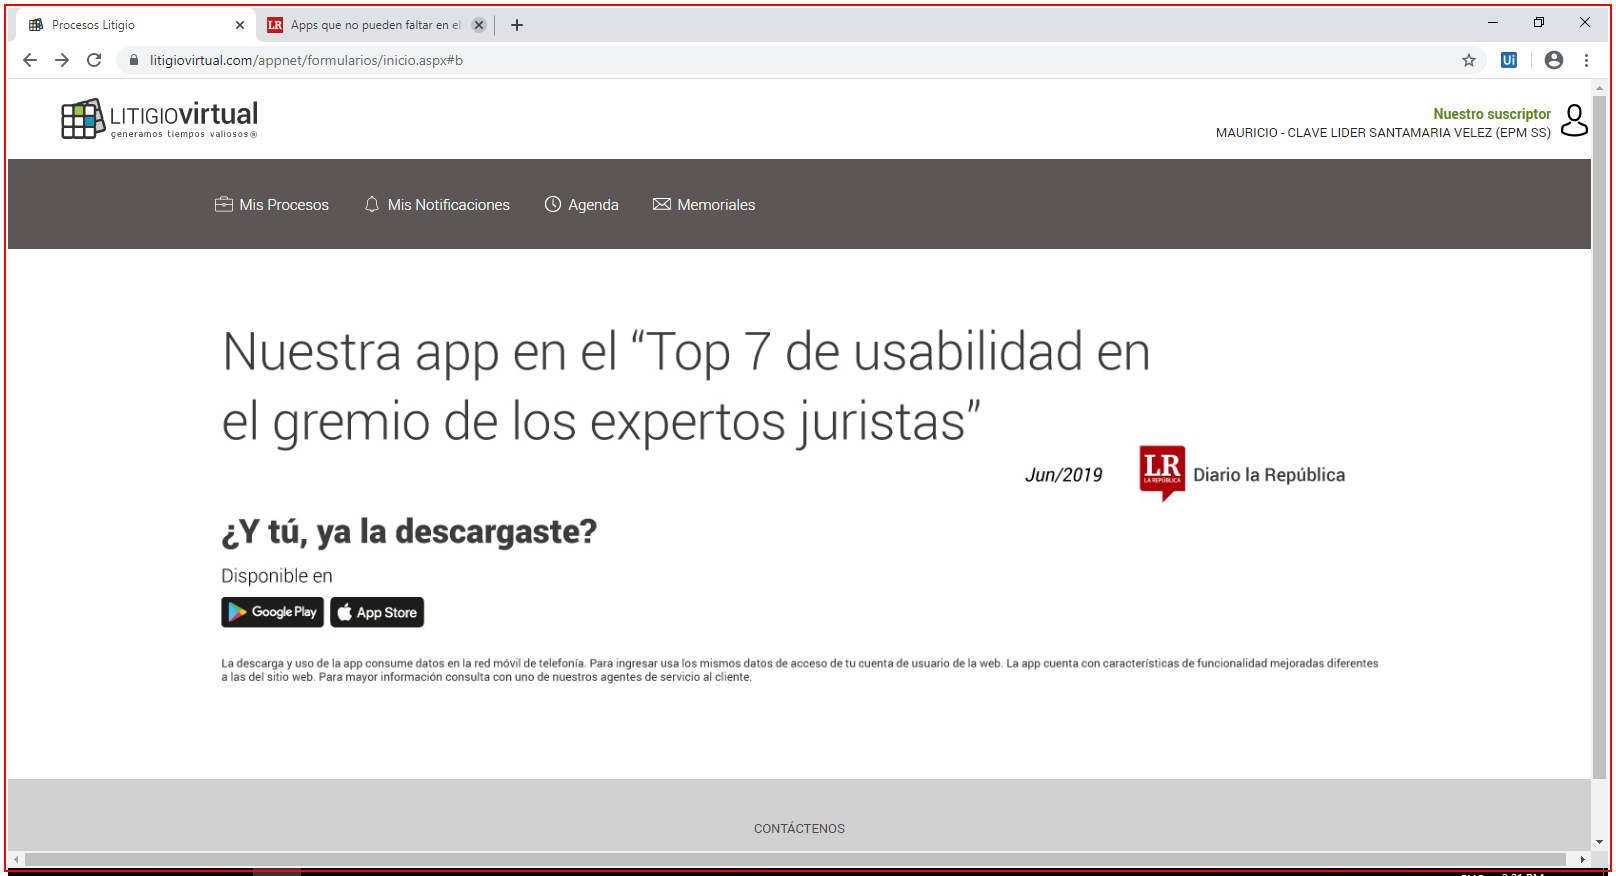 Procesos Litigio
Apps que no pueden faltar en el
litigiovirtual.com/appnet/formularios/inicio.aspx#b
Ui
LITIGIOvirtual
generamos tiempos valiosos®
Nuestro suscriptor
MAURICIO - CLAVE LIDER SANTAMARIA VELEZ (EPM SS)
Mis Procesos Mis Notificaciones Agenda Memoriales
Nuestra app en el “Top 7 de usabilidad en
el gremio de los expertos juristas”
Jun/2019 LR LA REPÚBLICA Diario la República
¿Y tú, ya la descargaste?
Disponible en
Google Play App Store
La descarga y uso de la app consume datos en la red móvil de telefonía. Para ingresar usa los mismos datos de acceso de tu cuenta de usuario de la web. La app cuenta con características de funcionalidad mejoradas diferentes
a las del sitio web. Para mayor información consulta con uno de nuestros agentes de servicio al cliente.
CONTÁCTENOS